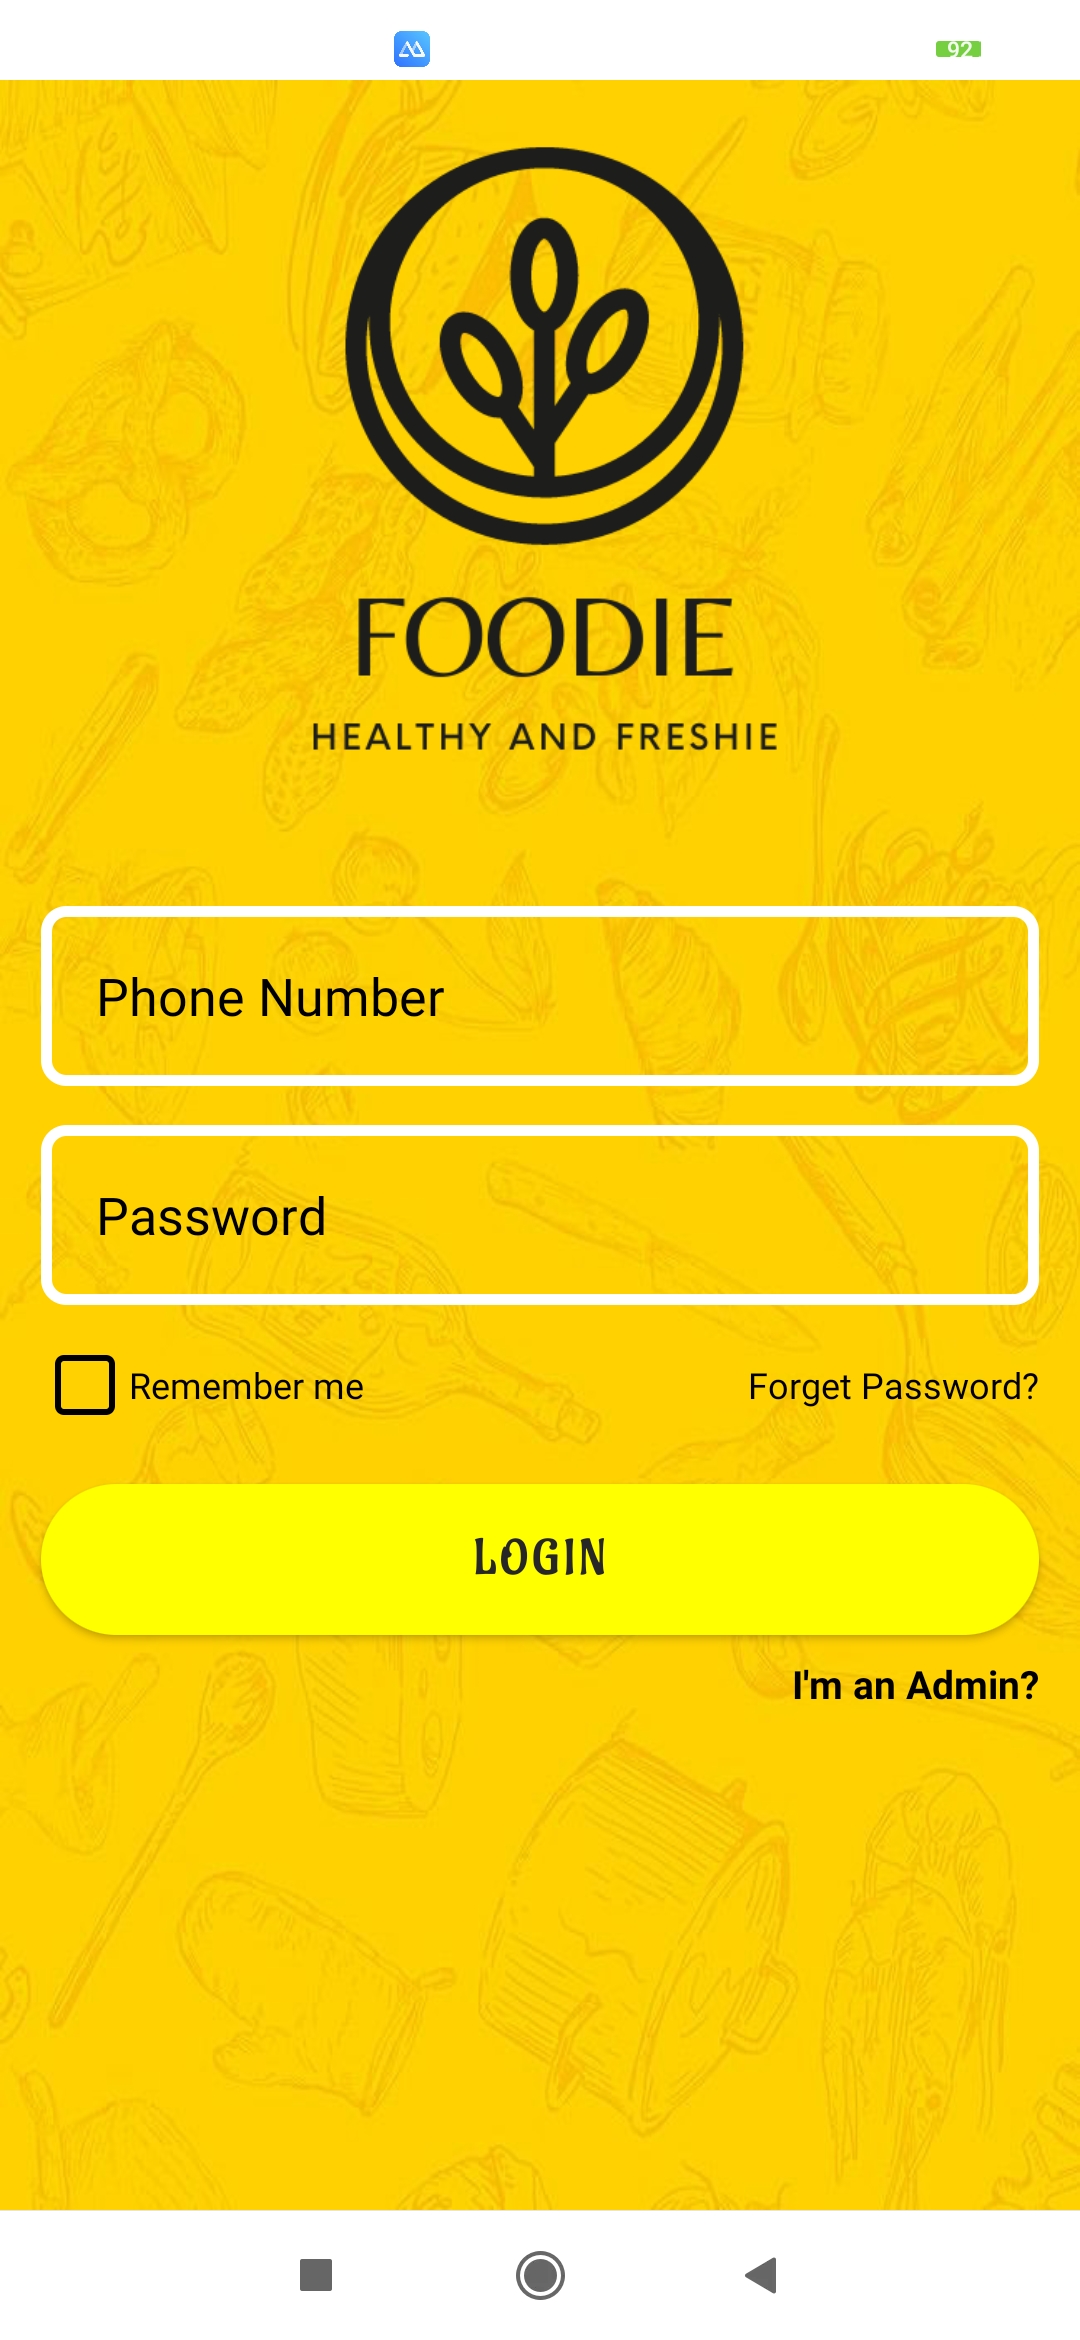 92
FOODIE
HEALTHY AND FRESHIE
Phone Number
Password
Remember me
Forget Password?
LOGIN
I'm an Admin?